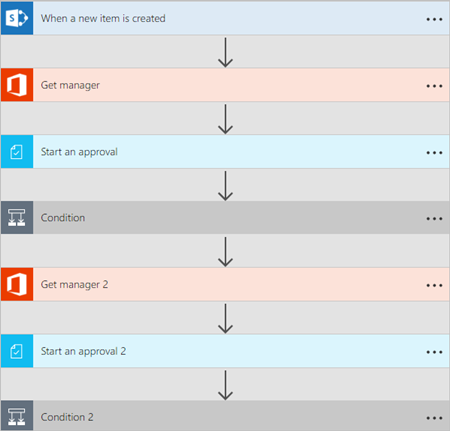 When a new item is created
Get manager
Start an approval
Condition
Get manager 2
Start an approval 2
Condition 2